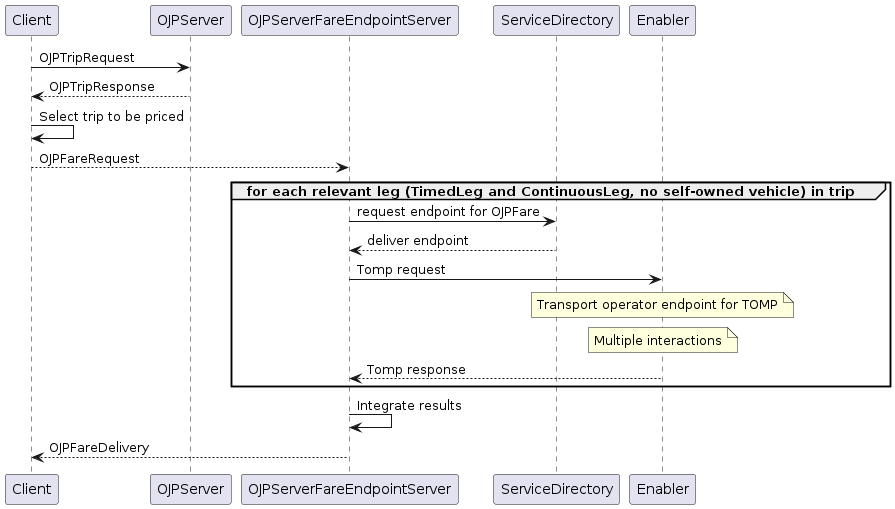 Client
OJPServer
OJPServerFareEndpointServer
ServiceDirectory
Enabler
OJPTripRequest
OJPTripResponse
Select trip to be priced
OJPFareRequest
for each relevant leg (TimedLeg and ContinuousLeg, no self-owned vehicle) in trip
request endpoint for OJPFare
deliver endpoint
Tomp request
Transport operator endpoint for TOMP
Multiple interactions
Tomp response
Integrate results
OJPFareDelivery
Client
OJPServer
OJPServerFareEndpointServer
ServiceDirectory
Enabler